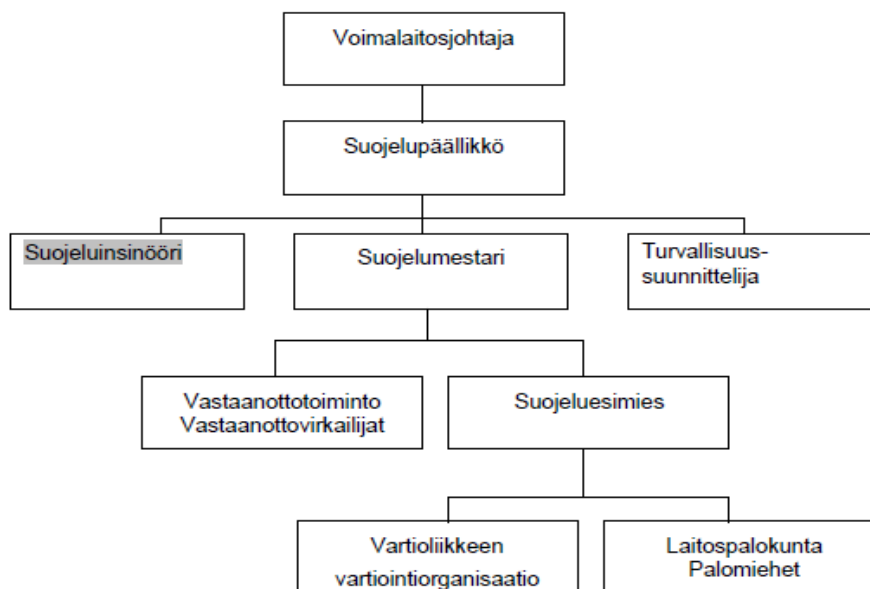 Voimalaitosjohtaja
Suojelupäällikkö
Suojeluinsinööri
Suojelumestari
Turvallisuus-
suunnittelija
Vastaanottotoiminto
Vastaanottovirkailijat
Suojeluesimies
Vartioliikkeen
vartiointiorganisaatio
Laitospalokunta
Palomiehet